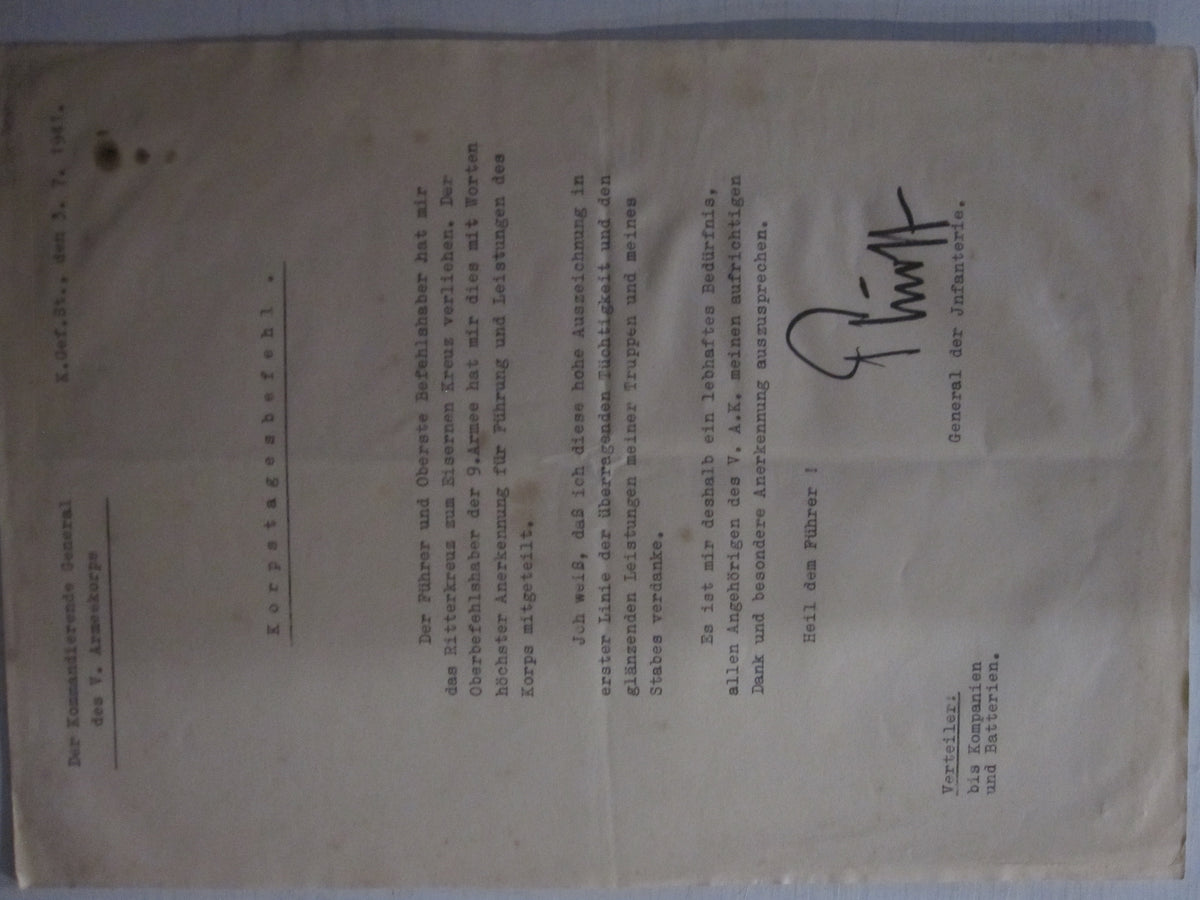 Der Kommandierende General
des V. Armeekorps
K.Gef.St., den 3. 7. 1941.
Korpstagesbefehl.
Der Führer und Oberste Befehlshaber hat mir
das Ritterkreuz zum Eisernen Kreuz verliehen. Der
Oberbefehlshaber der 9.Armee hat mir dies mit Worten
höchster Anerkennung für Führung und Leistungen des
Korps mitgeteilt.
Jch weiß, daß ich diese hohe Auszeichnung in
erster Linie der überragenden Tüchtigkeit und den
glänzenden Leistungen meiner Truppen und meines
Stabes verdanke.
Es ist mir deshalb ein lebhaftes Bedürfnis,
allen Angehörigen des V. A.K. meinen aufrichtigen
Dank und besondere Anerkennung auszusprechen.
Heil dem Führer !
General der Jnfanterie.
Verteiler:
bis Kompanien
und Batterien.